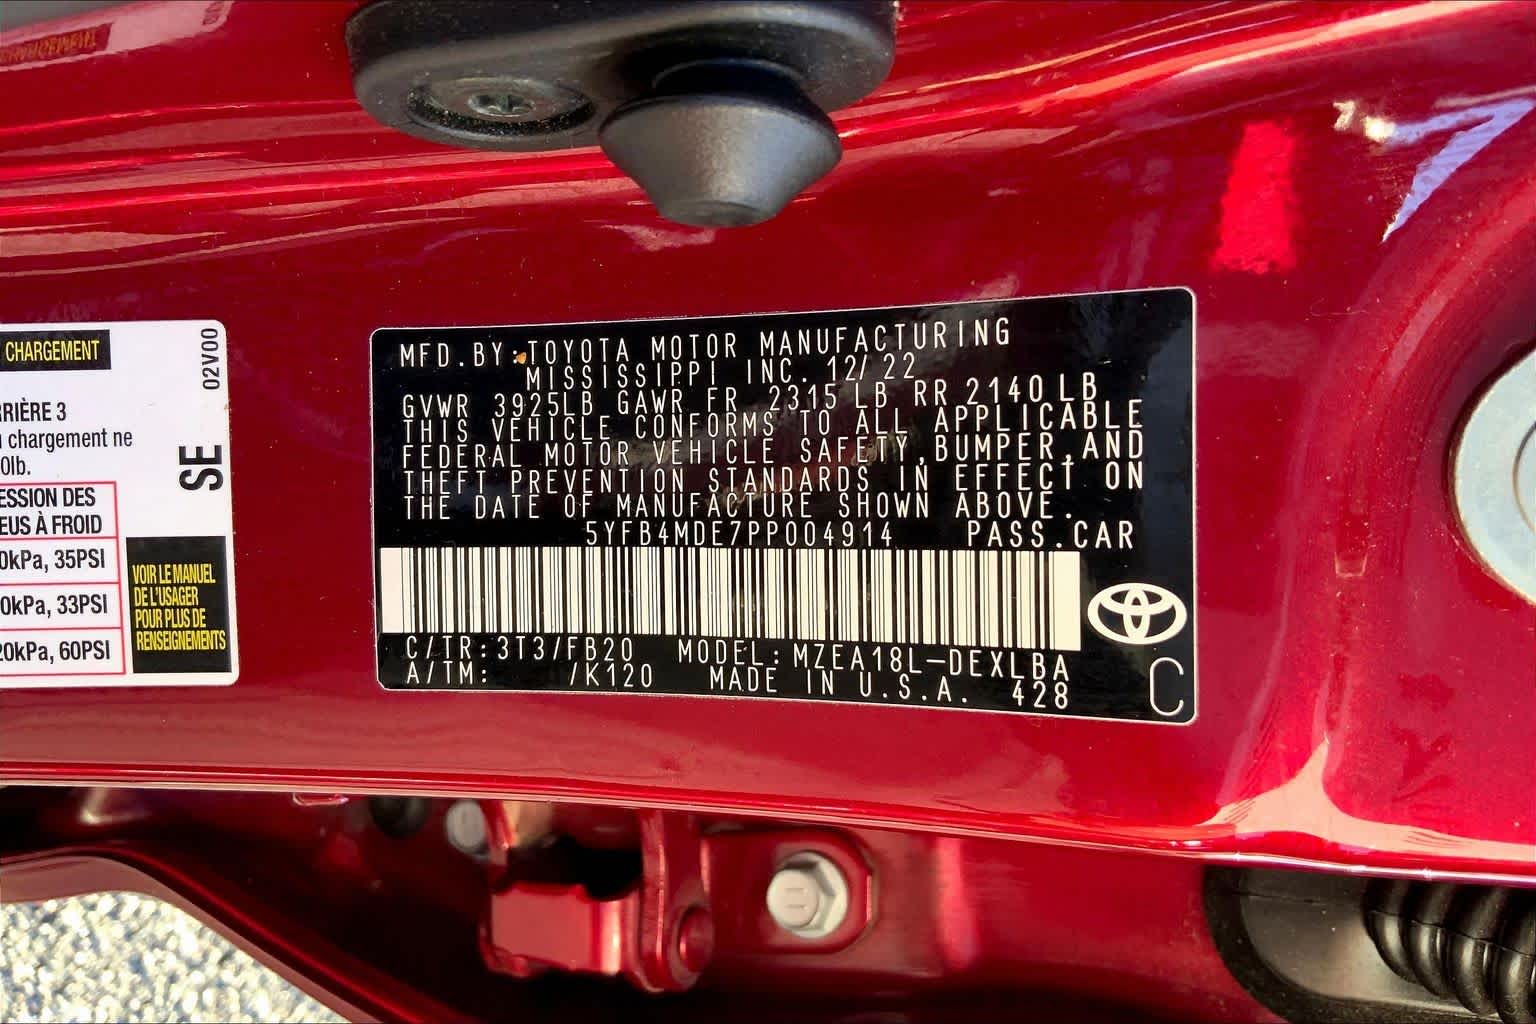 CHARGEMENT
02V00
RRIÈRE 3
chargement ne
0lb.
SE
ESSION DES
EUS À FROID
0kPa, 35PSI
0kPa, 33PSI
20kPa, 60PSI
VOIR LE MANUEL
DE L'USAGER
POUR PLUS DE
RENSEIGNEMENTS
MFD.BY:TOYOTA MOTOR MANUFACTURING
MISSISSIPPI INC. 12/22
GVWR 3925LB GAWR FR 2315 LB RR 2140 LB
THIS VEHICLE CONFORMS TO ALL APPLICABLE
FEDERAL MOTOR VEHICLE SAFETY,BUMPER,AND
THEFT PREVENTION STANDARDS IN EFFECT ON
THE DATE OF MANUFACTURE SHOWN ABOVE.
5YFB4MDE7PP004914 PASS.CAR
C/TR:3T3/FB20 MODEL:MZEA18L-DEXLBA
A/TM: /K120 MADE IN U.S.A. 428
C